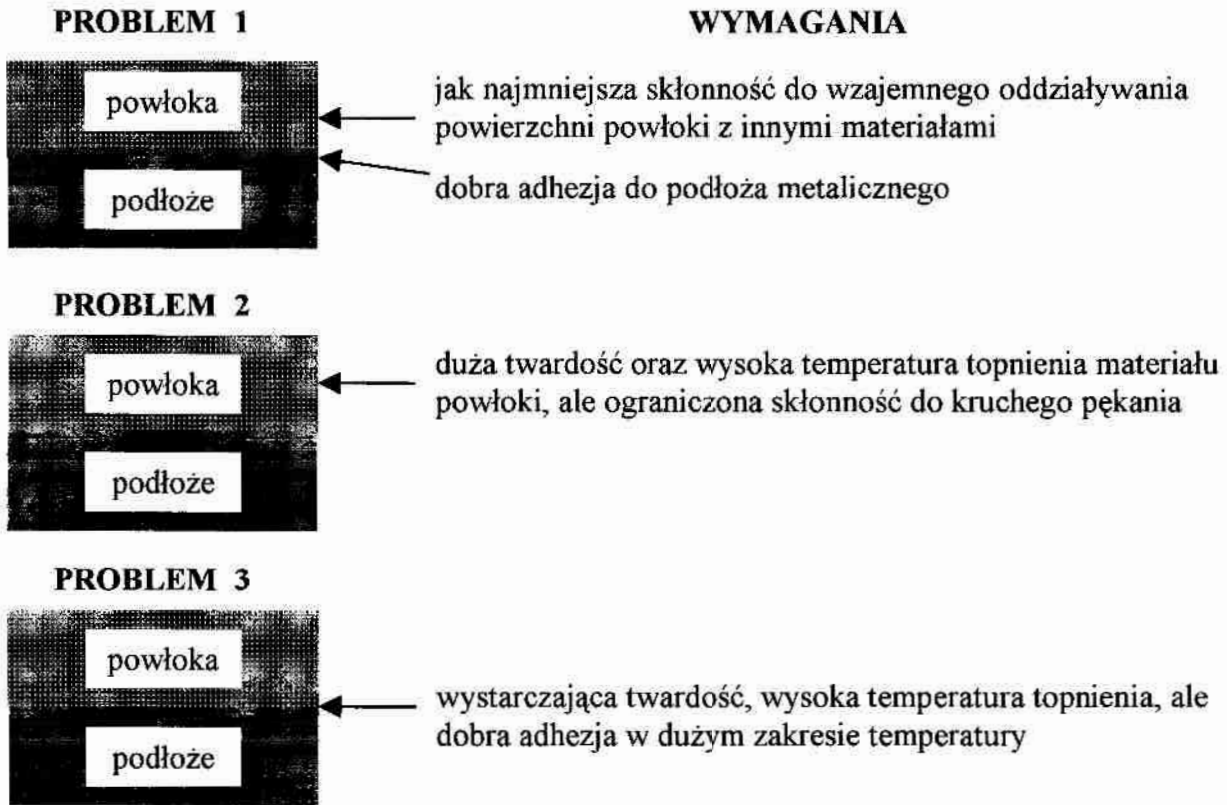 PROBLEM 1
WYMAGANIA
powłoka
jak najmniejsza skłonność do wzajemnego oddziaływania
powierzchni powłoki z innymi materiałami
dobra adhezja do podłoża metalicznego
podłoże
PROBLEM 2
powłoka
duża twardość oraz wysoka temperatura topnienia materiału
powłoki, ale ograniczona skłonność do kruchego pękania
podłoże
PROBLEM 3
powłoka
wystarczająca twardość, wysoka temperatura topnienia, ale
dobra adhezja w dużym zakresie temperatury
podłoże